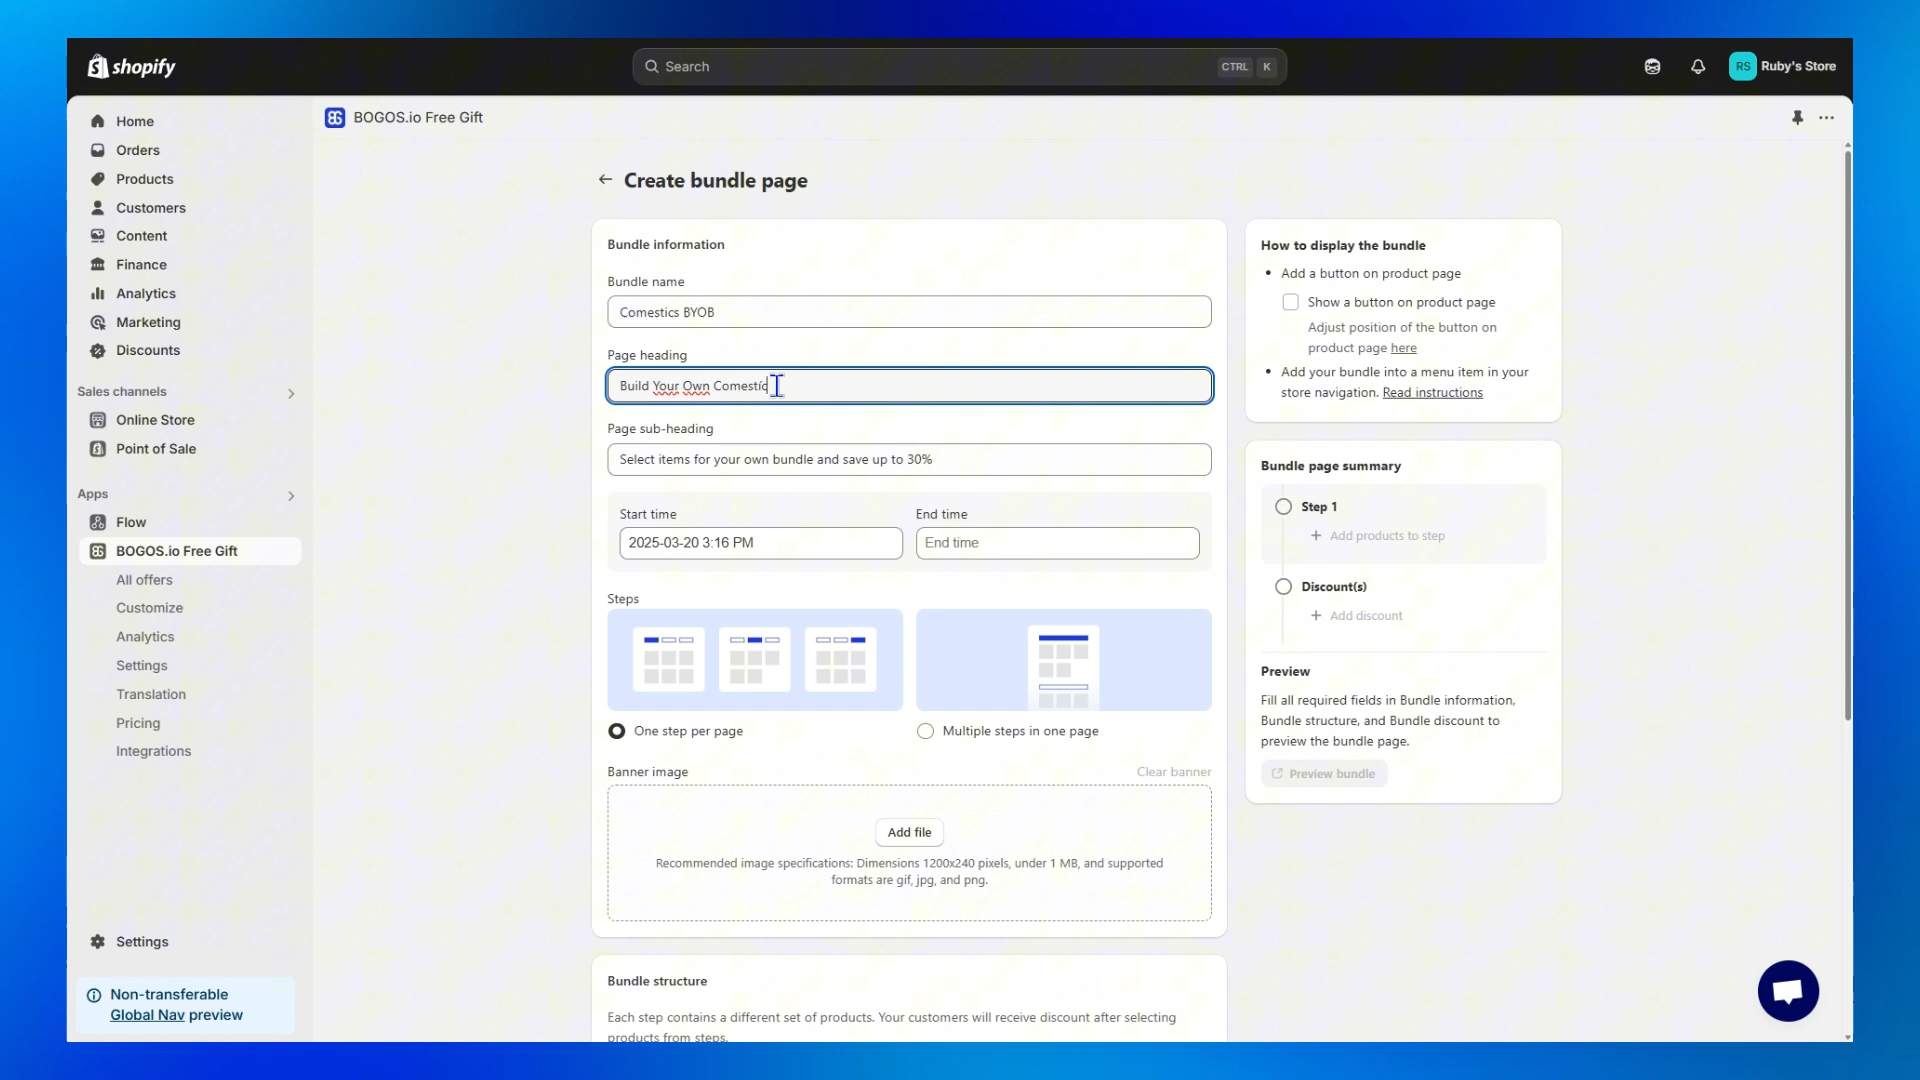 shopify
Search
CTRL K
RS Ruby's Store
Home
Orders
Products
Customers
Content
Finance
Analytics
Marketing
Discounts
Sales channels
Online Store
Point of Sale
Apps
Flow
BOGOS.io Free Gift
All offers
Customize
Analytics
Settings
Translation
Pricing
Integrations
Settings
Non-transferable
Global Nav preview
BOGOS.io Free Gift
Create bundle page
Bundle information
Bundle name
Comestics BYOB
Page heading
Build Your Own Comestic
Page sub-heading
Select items for your own bundle and save up to 30%
Start time
2025-03-20 3:16 PM
End time
End time
Steps
One step per page
Multiple steps in one page
Banner image
Clear banner
Add file
Recommended image specifications: Dimensions 1200x240 pixels, under 1 MB, and supported
formats are gif, jpg, and png.
Bundle structure
Each step contains a different set of products. Your customers will receive discount after selecting
products from steps.
How to display the bundle
• Add a button on product page
Show a button on product page
Adjust position of the button on
product page here
• Add your bundle into a menu item in your
store navigation. Read instructions
Bundle page summary
Step 1
+ Add products to step
Discount(s)
+ Add discount
Preview
Fill all required fields in Bundle information,
Bundle structure, and Bundle discount to
preview the bundle page.
Preview bundle